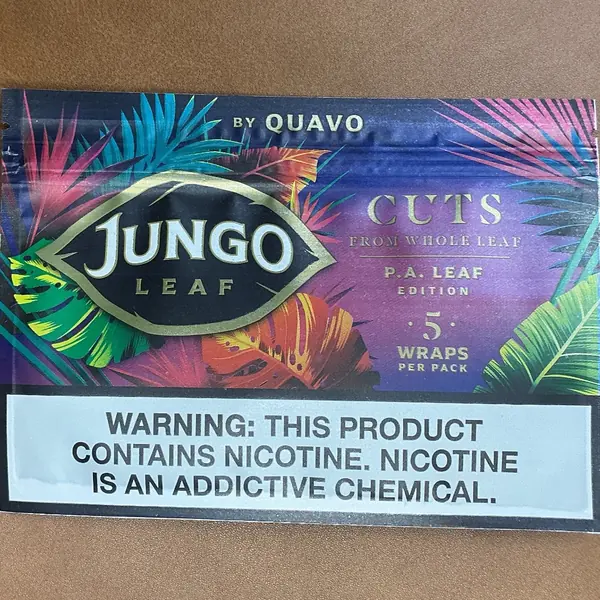 BY QUAVO
JUNGO
LEAF
CUTS
FROM WHOLE LEAF
P.A. LEAF
EDITION
· 5 ·
WRAPS
PER PACK
WARNING: THIS PRODUCT
CONTAINS NICOTINE. NICOTINE
IS AN ADDICTIVE CHEMICAL.